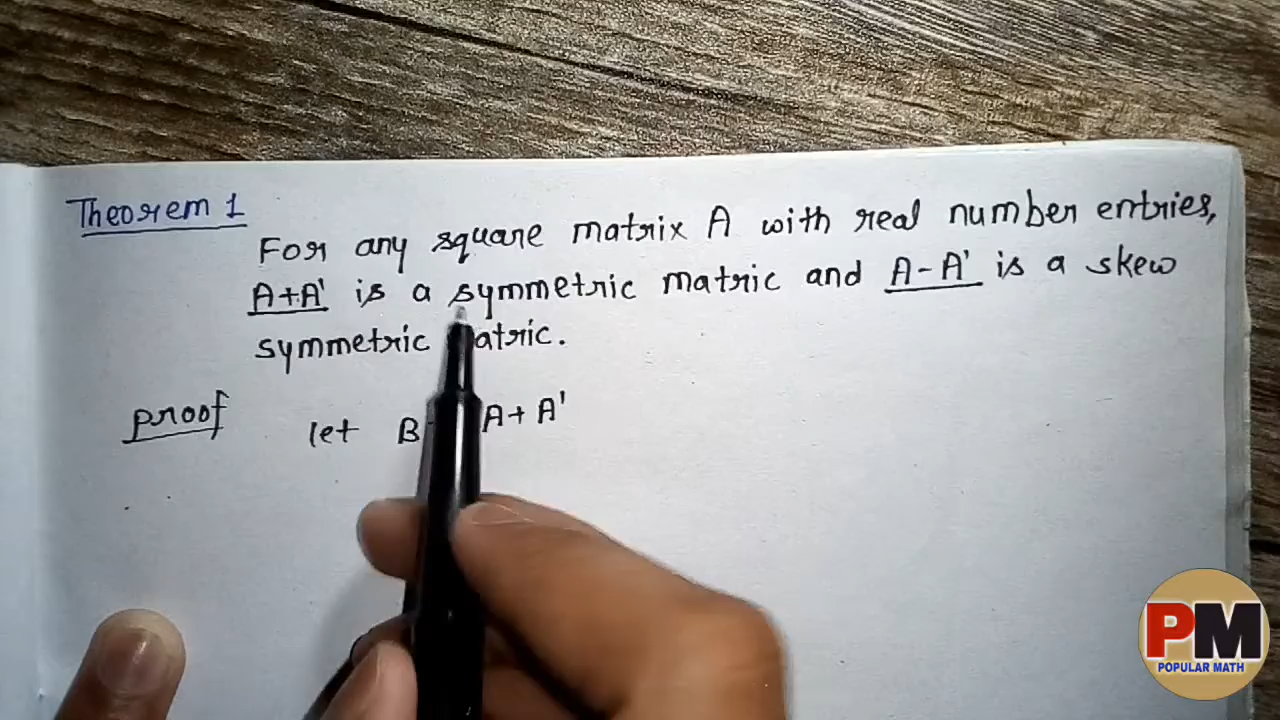 Theorem 1
For any square matrix A with real number entries,
A+A' is a symmetric matric and A-A' is a skew
symmetric matric.
proof let B A+A'
PM
POPULAR MATH